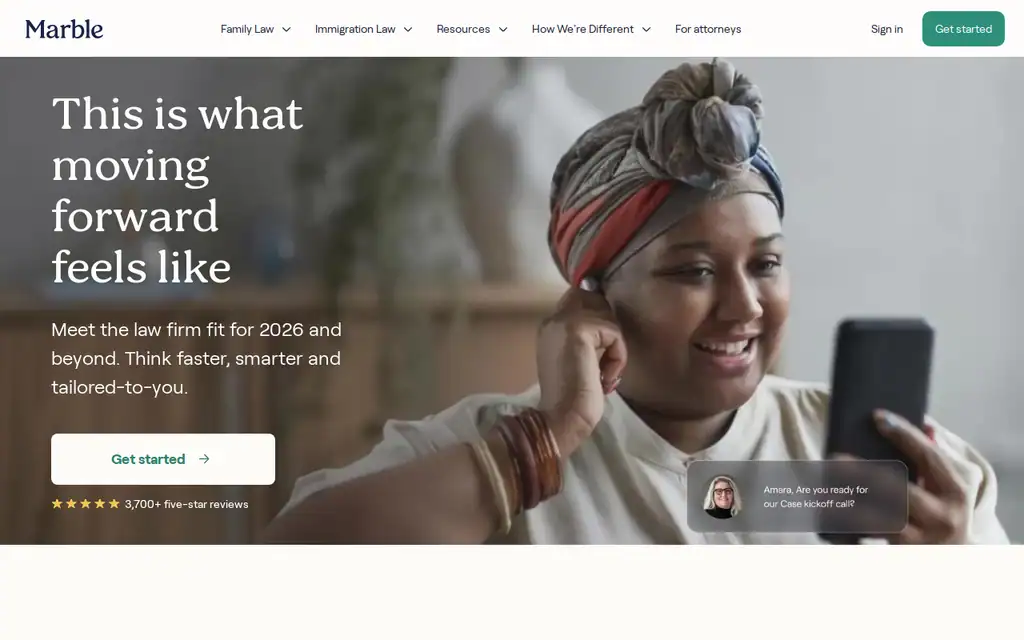 Marble
Family Law
Immigration Law
Resources
How We're Different
For attorneys
Sign in
Get started
This is what
moving
forward
feels like
Meet the law firm fit for 2026 and
beyond. Think faster, smarter and
tailored-to-you.
Get started →
3,700+ five-star reviews
Amara, Are you ready for
our Case kickoff call?